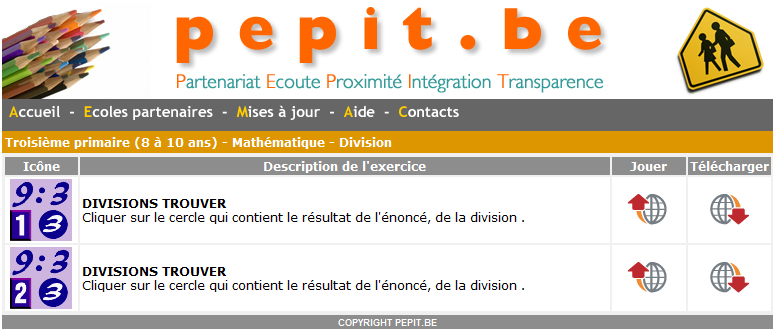 pepit.be
Partenariat Ecoute Proximité Intégration Transparence
Accueil - Ecoles partenaires - Mises à jour - Aide - Contacts
Troisième primaire (8 à 10 ans) - Mathématique - Division
Icône Description de l'exercice Jouer Télécharger
9:3
1 3
DIVISIONS TROUVER
Cliquer sur le cercle qui contient le résultat de l'énoncé, de la division .
9:3
2 3
DIVISIONS TROUVER
Cliquer sur le cercle qui contient le résultat de l'énoncé, de la division .
COPYRIGHT PEPIT.BE